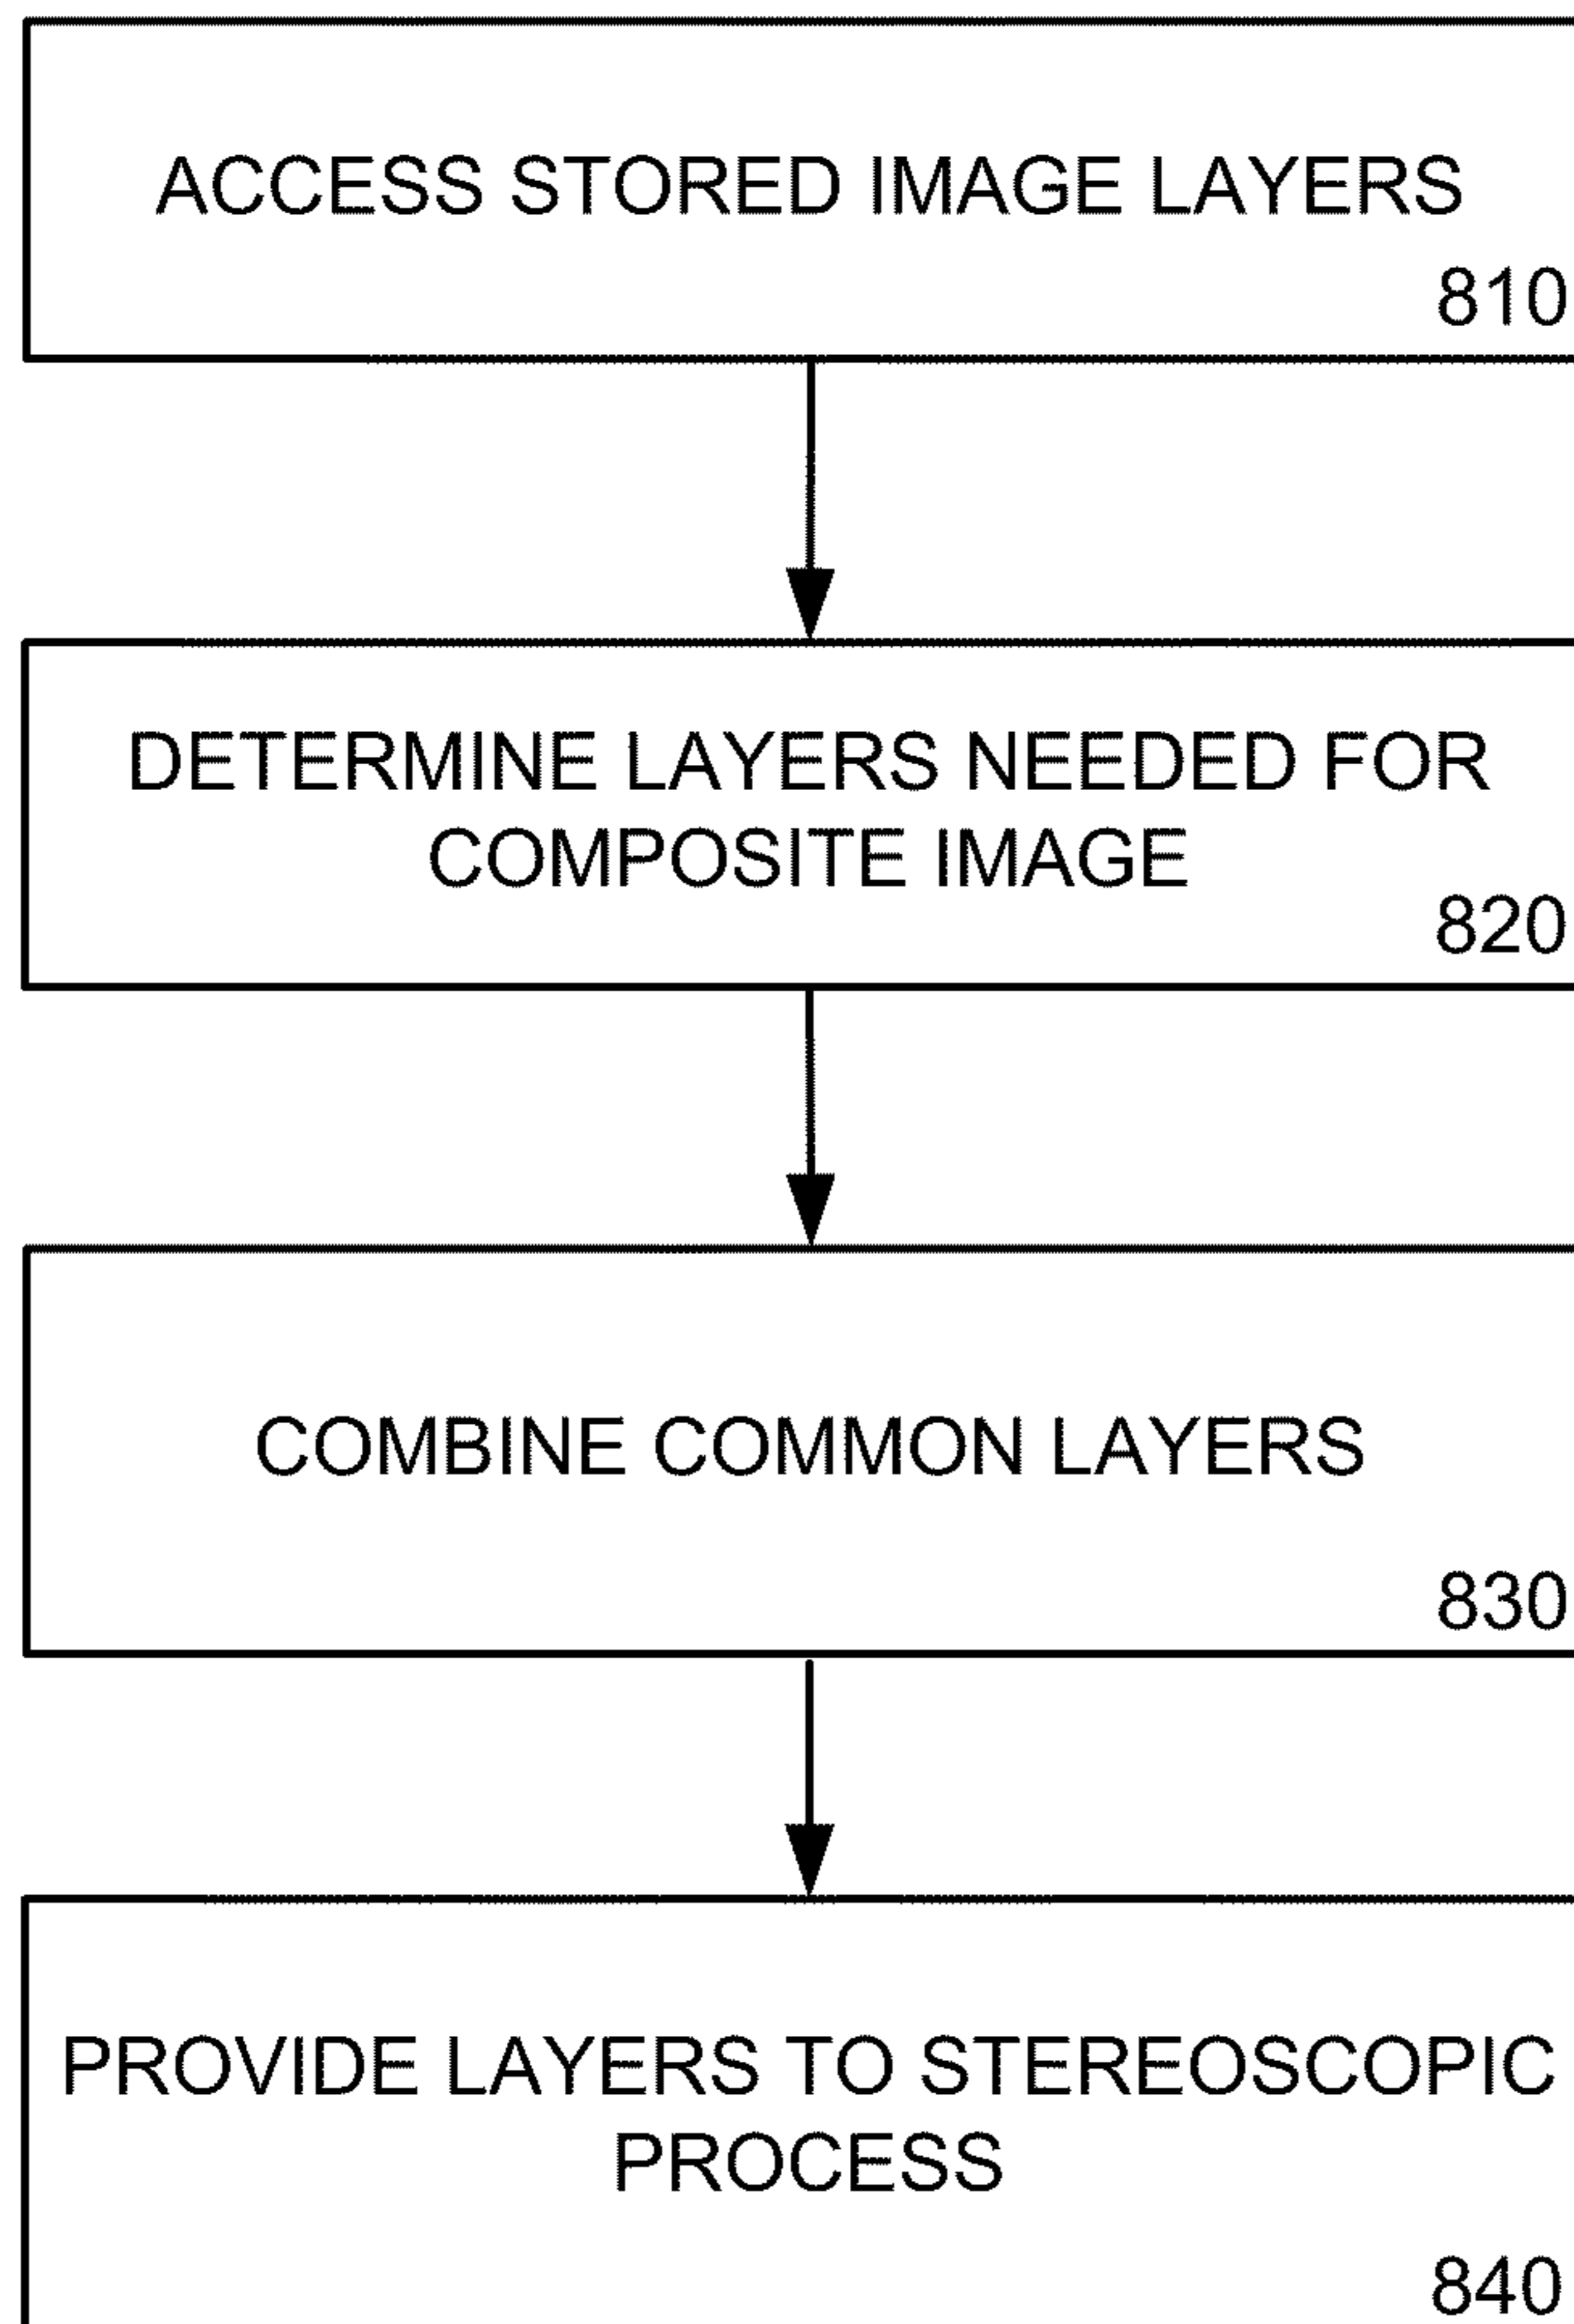 ACCESS STORED IMAGE LAYERS
810
DETERMINE LAYERS NEEDED FOR
COMPOSITE IMAGE
820
COMBINE COMMON LAYERS
830
PROVIDE LAYERS TO STEREOSCOPIC
PROCESS
840